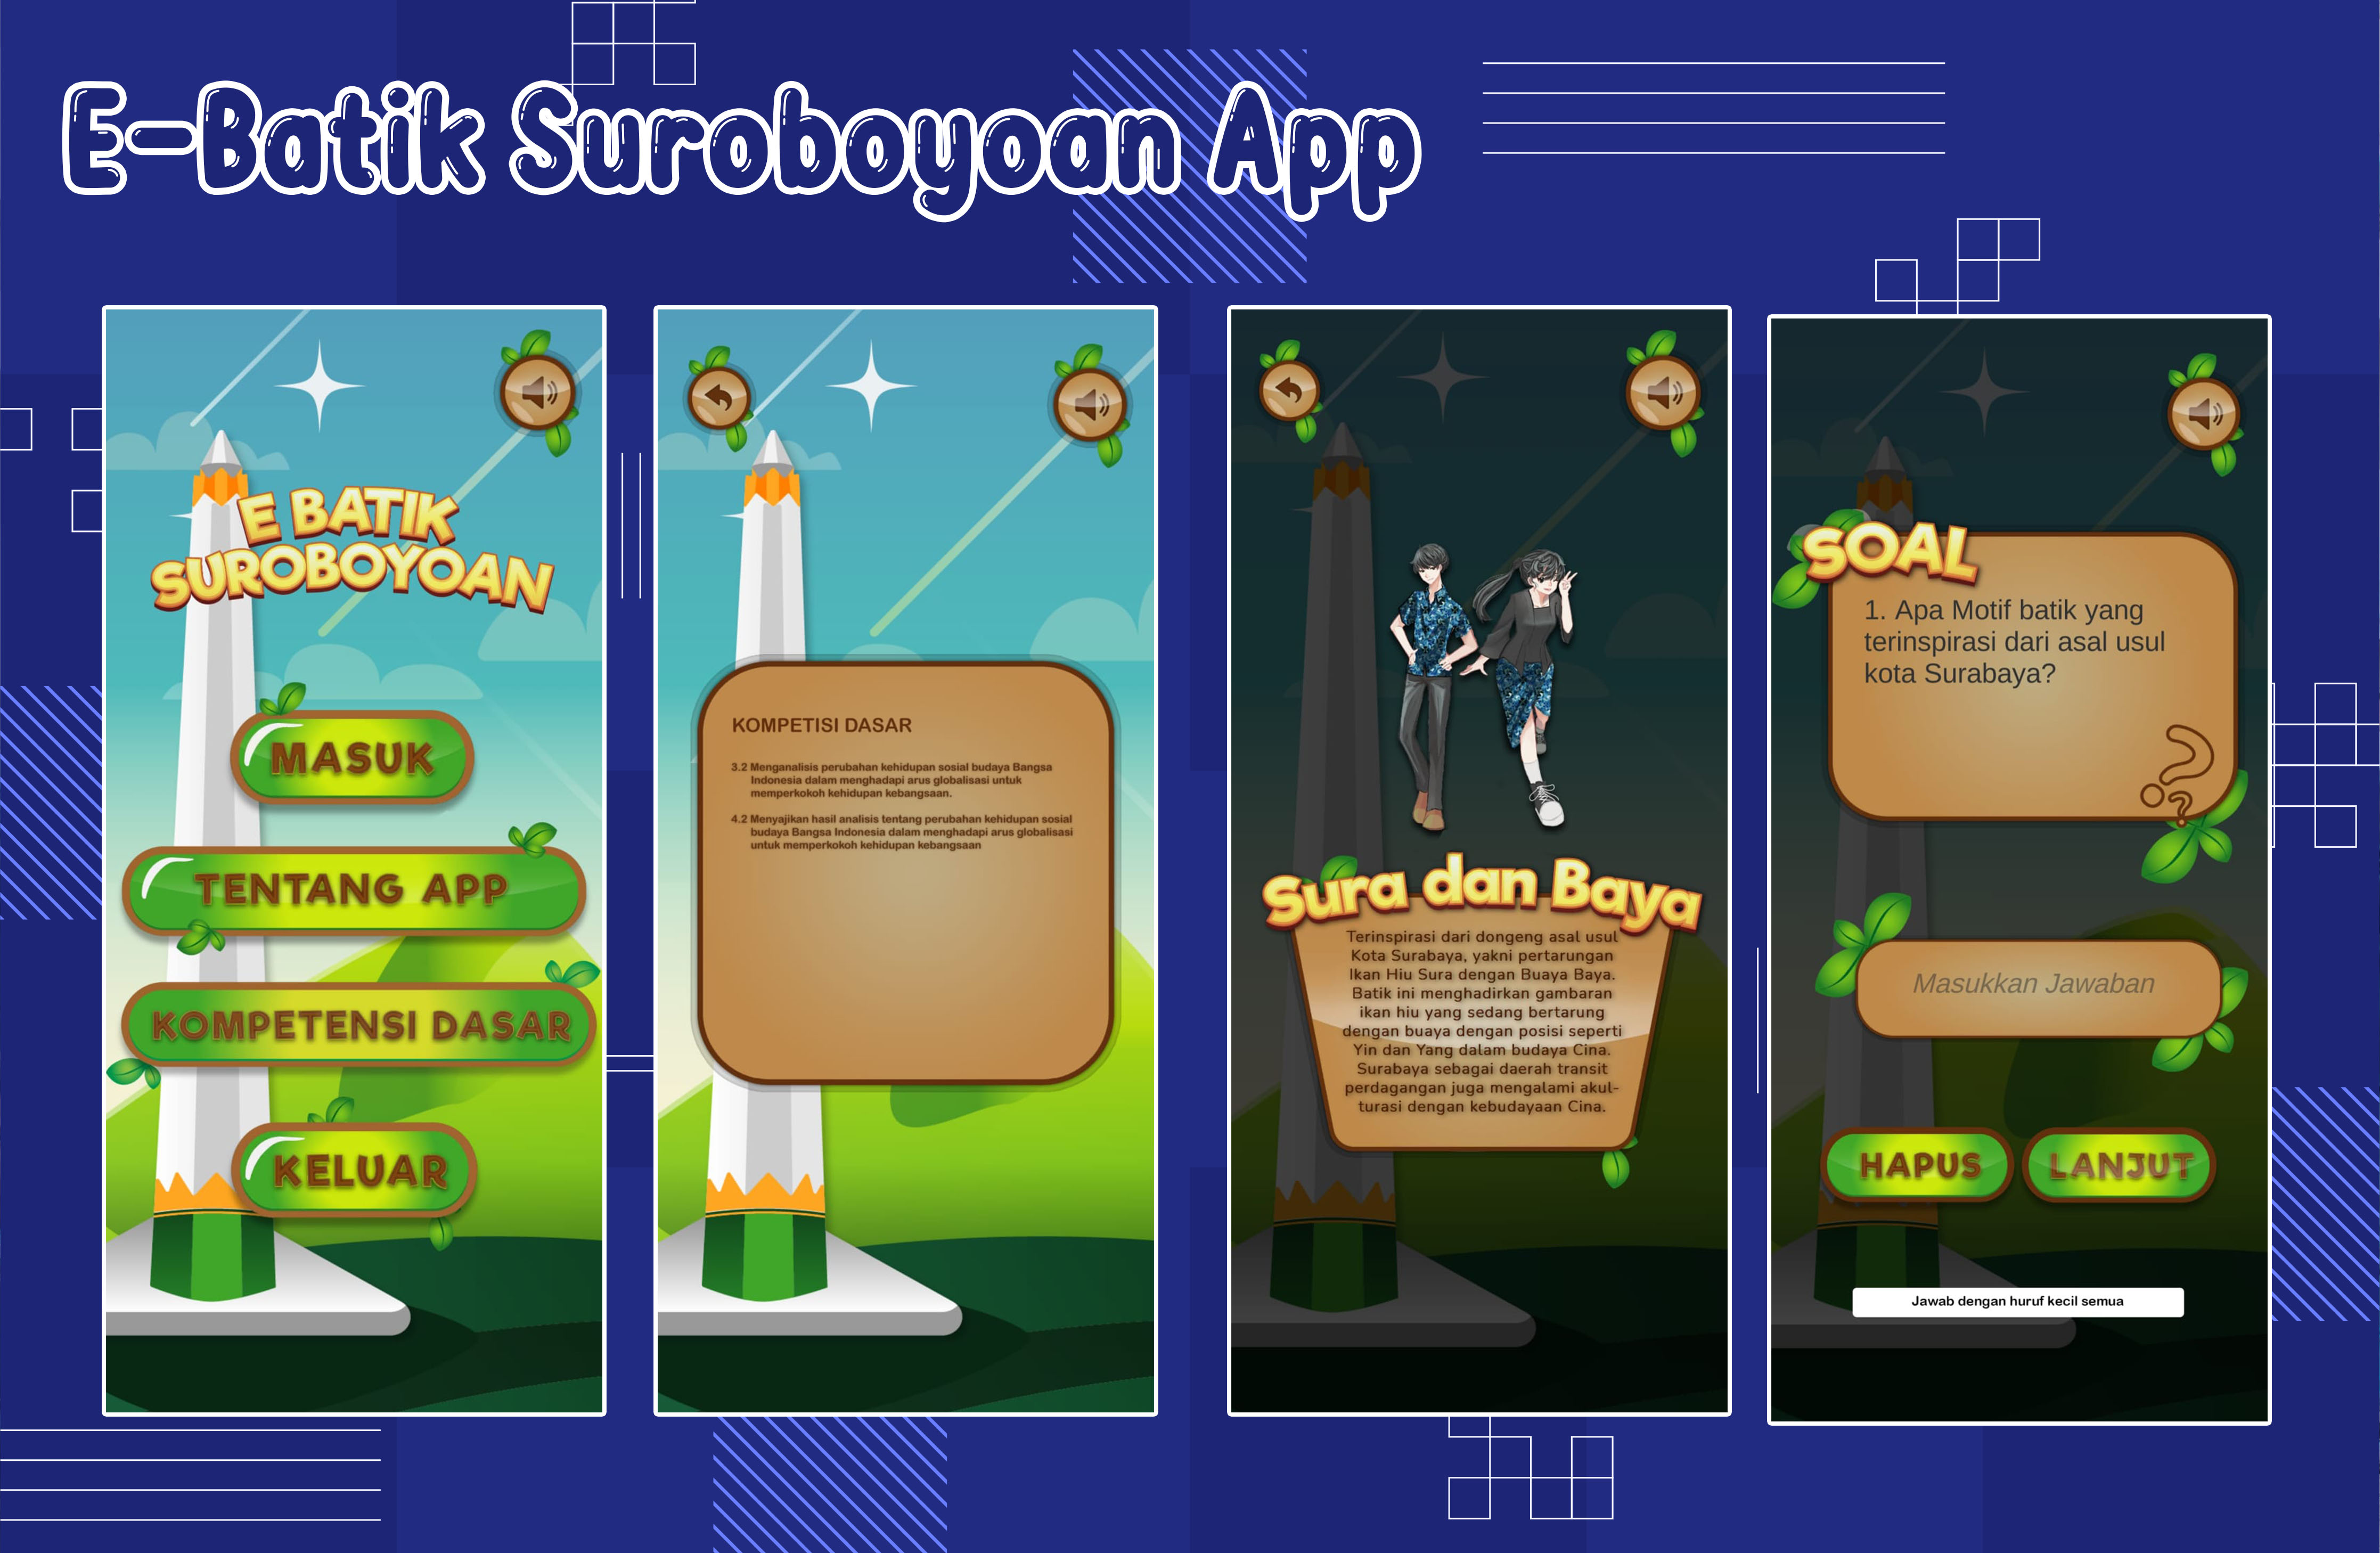 E-Batik Suroboyoan App
E BATIK
SUROBOYOAN
MASUK
TENTANG APP
KOMPETENSI DASAR
KELUAR
KOMPETISI DASAR
3.2 Menganalisis perubahan kehidupan sosial budaya Bangsa
Indonesia dalam menghadapi arus globalisasi untuk
memperkokoh kehidupan kebangsaan.
4.2 Menyajikan hasil analisis tentang perubahan kehidupan sosial
budaya Bangsa Indonesia dalam menghadapi arus globalisasi
untuk memperkokoh kehidupan kebangsaan
Sura dan Baya
Terinspirasi dari dongeng asal usul
Kota Surabaya, yakni pertarungan
Ikan Hiu Sura dengan Buaya Baya.
Batik ini menghadirkan gambaran
ikan hiu yang sedang bertarung
dengan buaya dengan posisi seperti
Yin dan Yang dalam budaya Cina.
Surabaya sebagai daerah transit
perdagangan juga mengalami akul-
turasi dengan kebudayaan Cina.
SOAL
1. Apa Motif batik yang
terinspirasi dari asal usul
kota Surabaya?
Masukkan Jawaban
HAPUS
LANJUT
Jawab dengan huruf kecil semua